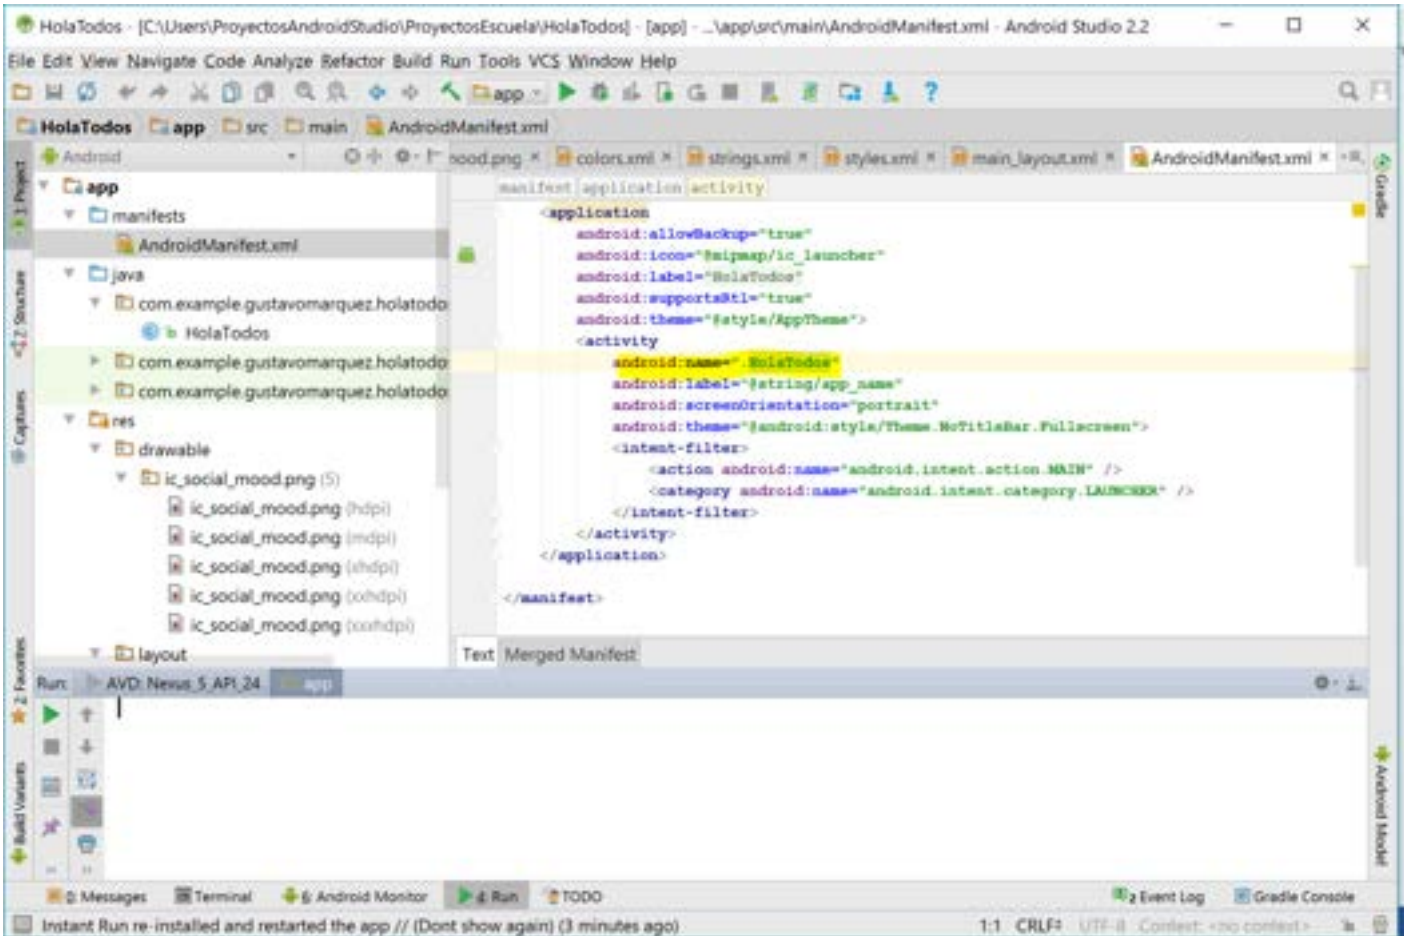 HolaTodos - [C:\Users\ProyectosAndroidStudio\ProyectosEscuela\HolaTodos] - [app] - ...\app\src\main\AndroidManifest.xml - Android Studio 2.2
File Edit View Navigate Code Analyze Refactor Build Run Tools VCS Window Help
app
HolaTodos app src main AndroidManifest.xml
Android
mood.png colors.xml strings.xml styles.xml main_layout.xml AndroidManifest.xml
manifest application activity
1: Project
2: Structure
Captures
2: Favorites
Build Variants
app
manifests
AndroidManifest.xml
java
com.example.gustavomarquez.holatodo
HolaTodos
com.example.gustavomarquez.holatodo
com.example.gustavomarquez.holatodo
res
drawable
ic_social_mood.png (5)
ic_social_mood.png (hdpi)
ic_social_mood.png (mdpi)
ic_social_mood.png (xhdpi)
ic_social_mood.png (xxhdpi)
ic_social_mood.png (xxxhdpi)
layout
<application
android:allowBackup="true"
android:icon="@mipmap/ic_launcher"
android:label="HolaTodos"
android:supportsRtl="true"
android:theme="@style/AppTheme">
<activity
android:name=".HolaTodos"
android:label="@string/app_name"
android:screenOrientation="portrait"
android:theme="@android:style/Theme.NoTitleBar.Fullscreen">
<intent-filter>
<action android:name="android.intent.action.MAIN" />
<category android:name="android.intent.category.LAUNCHER" />
</intent-filter>
</activity>
</application>
</manifest>
Text Merged Manifest
Gradle
Android Model
Run: AVD: Nexus_5_API_24 app
0: Messages Terminal 6: Android Monitor 4: Run TODO 2 Event Log Gradle Console
Instant Run re-installed and restarted the app // (Dont show again) (3 minutes ago) 1:1 CRLF÷ UTF-8 Context: <no context>